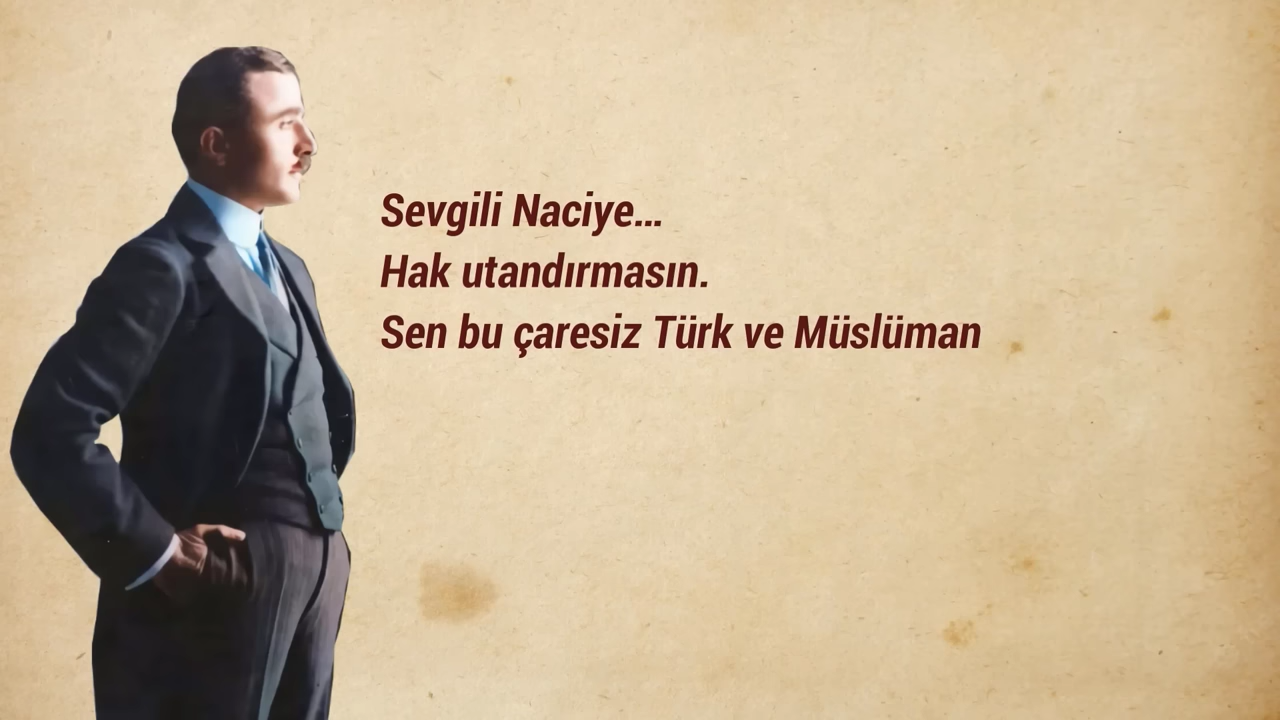 Sevgili Naciye...
Hak utandırmasın.
Sen bu çaresiz Türk ve Müslüman